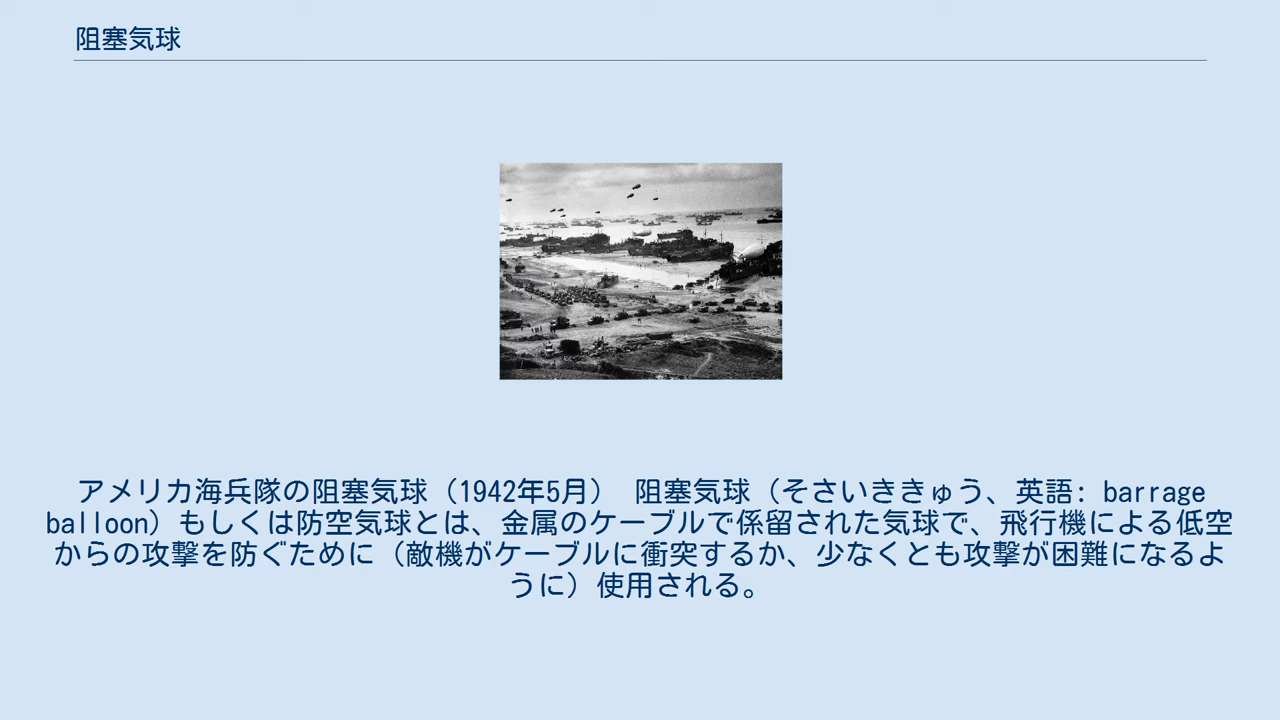 阻塞気球
アメリカ海兵隊の阻塞気球（1942年5月） 阻塞気球（そさいききゅう、英語: barrage
balloon）もしくは防空気球とは、金属のケーブルで係留された気球で、飛行機による低空
からの攻撃を防ぐために（敵機がケーブルに衝突するか、少なくとも攻撃が困難になるよ
うに）使用される。